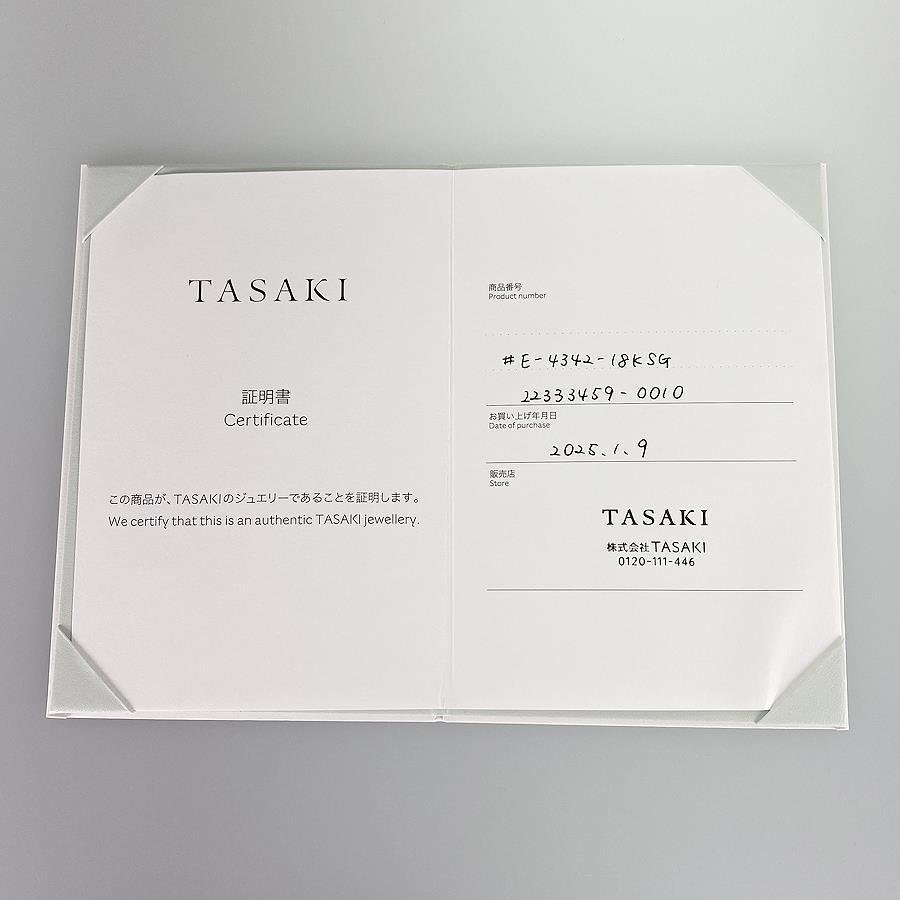 TASAKI
証明書
Certificate
この商品が、TASAKIのジュエリーであることを証明します。
We certify that this is an authentic TASAKI jewellery.
商品番号
Product number
#E-4342-18KSG
22333459-0010
お買い上げ年月日
Date of purchase
2025.1.9
販売店
Store
TASAKI
株式会社TASAKI
0120-111-446